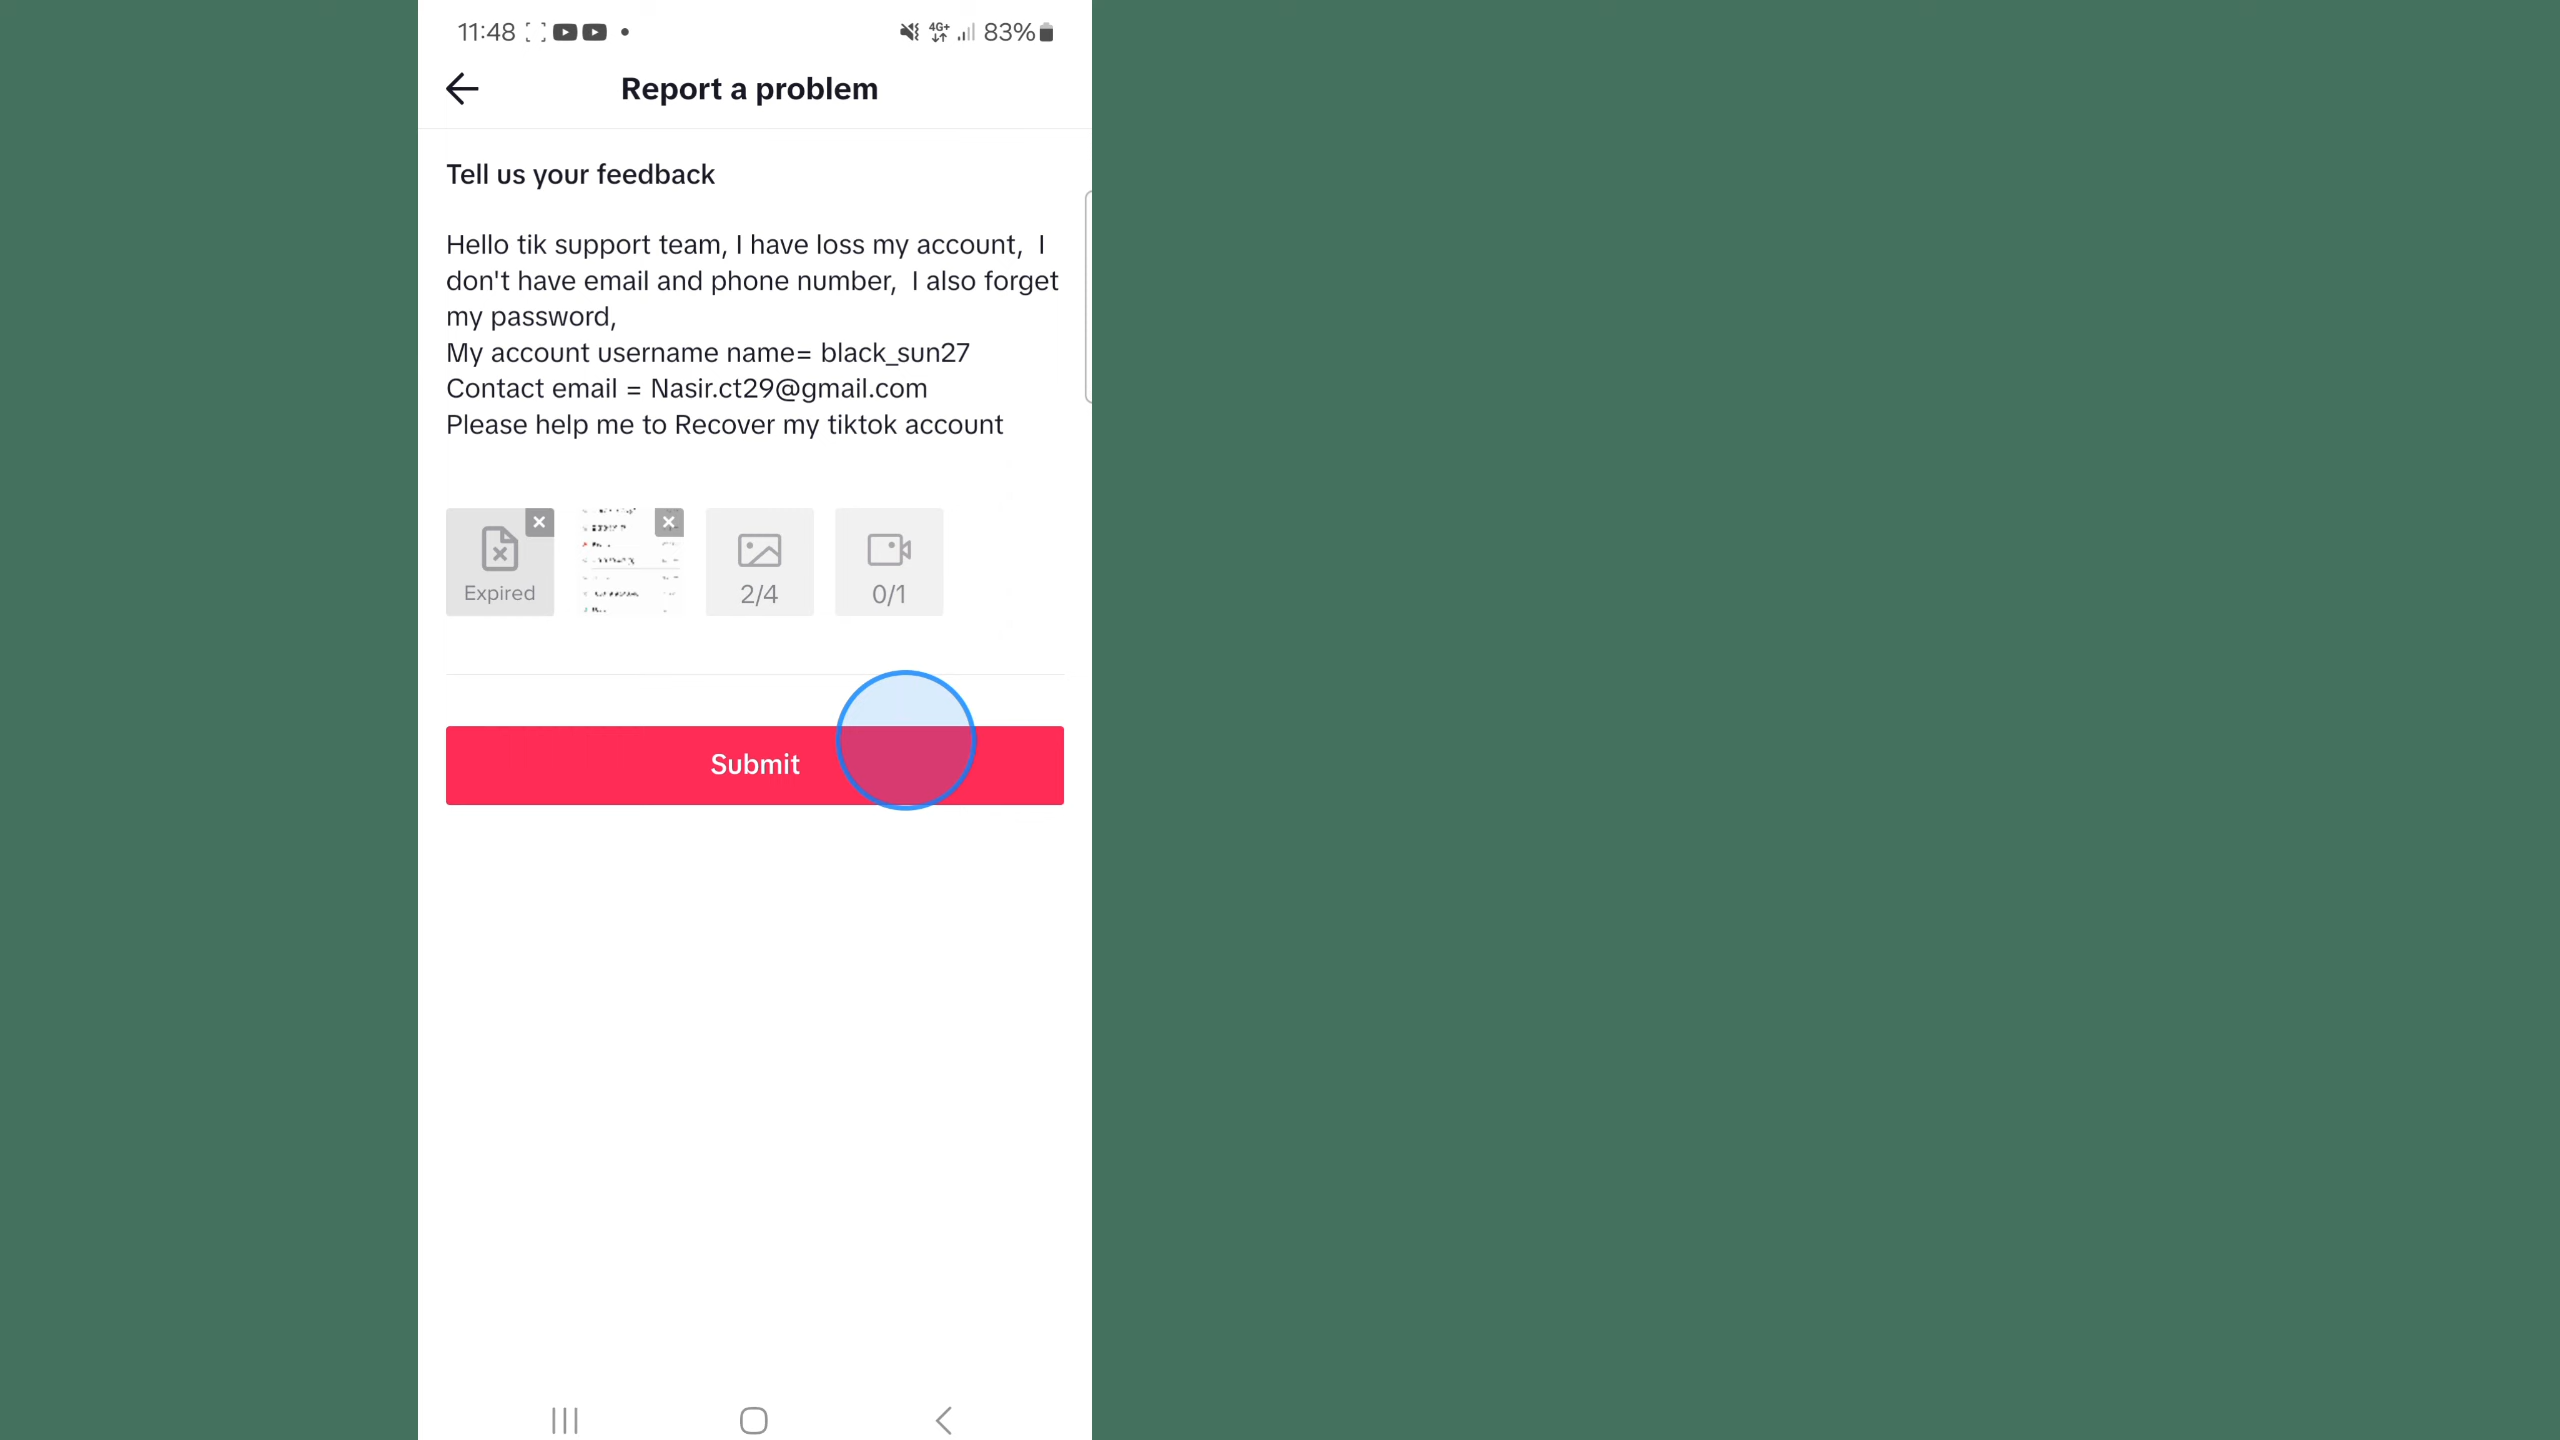 11:48
4G+
83%
Report a problem
Tell us your feedback
Hello tik support team, I have loss my account,  I
don't have email and phone number,  I also forget
my password,
My account username name= black_sun27
Contact email = Nasir.ct29@gmail.com
Please help me to Recover my tiktok account
Expired
2/4
0/1
Submit